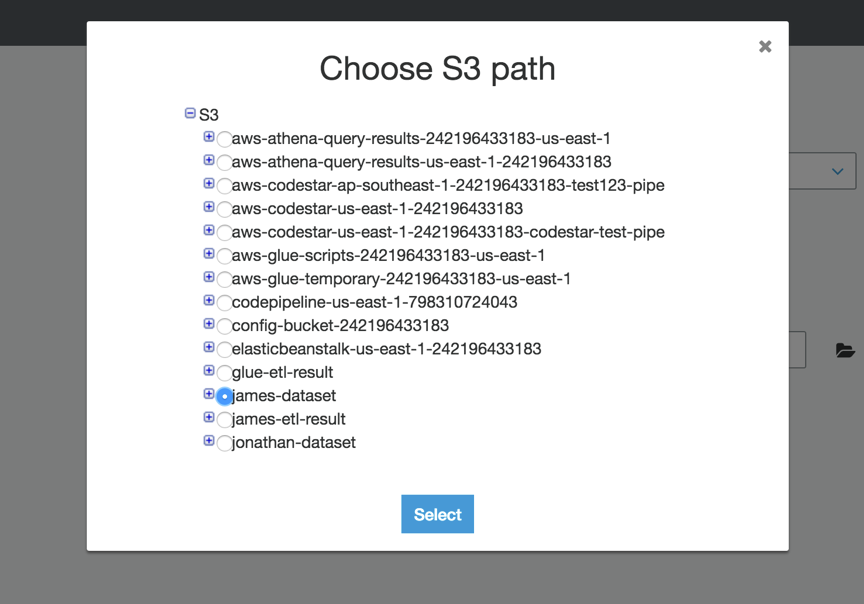 Choose S3 path
S3
aws-athena-query-results-242196433183-us-east-1
aws-athena-query-results-us-east-1-242196433183
aws-codestar-ap-southeast-1-242196433183-test123-pipe
aws-codestar-us-east-1-242196433183
aws-codestar-us-east-1-242196433183-codestar-test-pipe
aws-glue-scripts-242196433183-us-east-1
aws-glue-temporary-242196433183-us-east-1
codepipeline-us-east-1-798310724043
config-bucket-242196433183
elasticbeanstalk-us-east-1-242196433183
glue-etl-result
james-dataset
james-etl-result
jonathan-dataset
Select